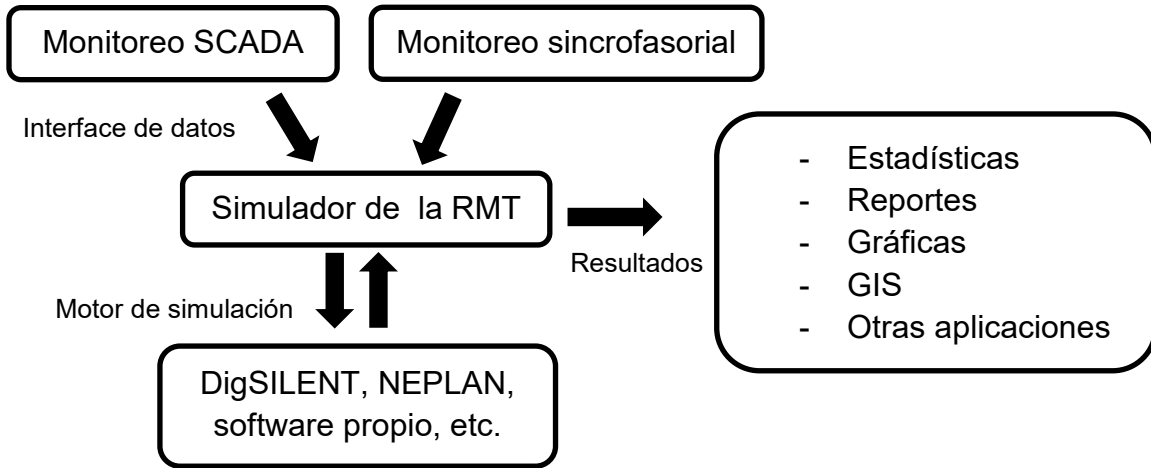 Monitoreo SCADA
Monitoreo sincrofasorial
Interface de datos
Simulador de la RMT
Resultados
- Estadísticas
- Reportes
- Gráficas
- GIS
- Otras aplicaciones
Motor de simulación
DigSILENT, NEPLAN,
software propio, etc.